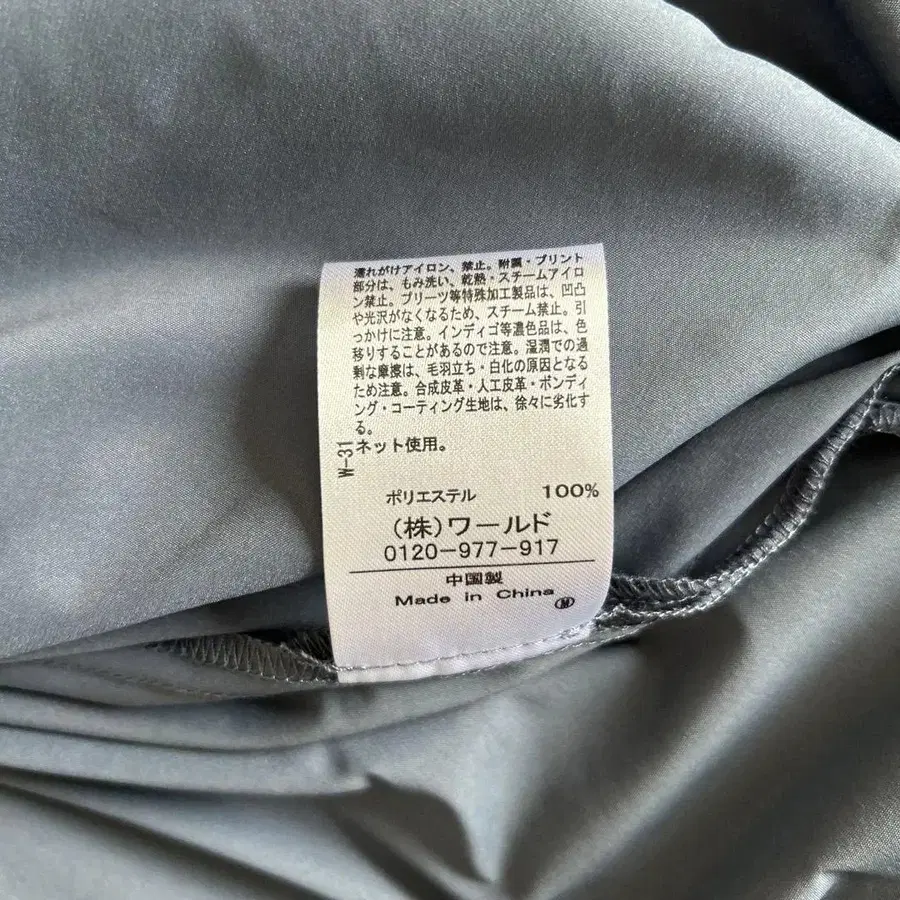 濡れがけアイロン、禁止。附属・プリント
部分は、もみ洗い、乾熱・スチームアイロ
ン禁止。プリーツ等特殊加工製品は、凹凸
や光沢がなくなるため、スチーム禁止。引
っかけに注意。インディゴ等濃色品は、色
移りすることがあるので注意。湿潤での過
剰な摩擦は、毛羽立ち・白化の原因となる
ため注意。合成皮革・人工皮革・ボンディ
ング・コーティング生地は、徐々に劣化す
る。
ネット使用。
W-31
ポリエステル 100%
(株)ワールド
0120-977-917
中国製
Made in China
M